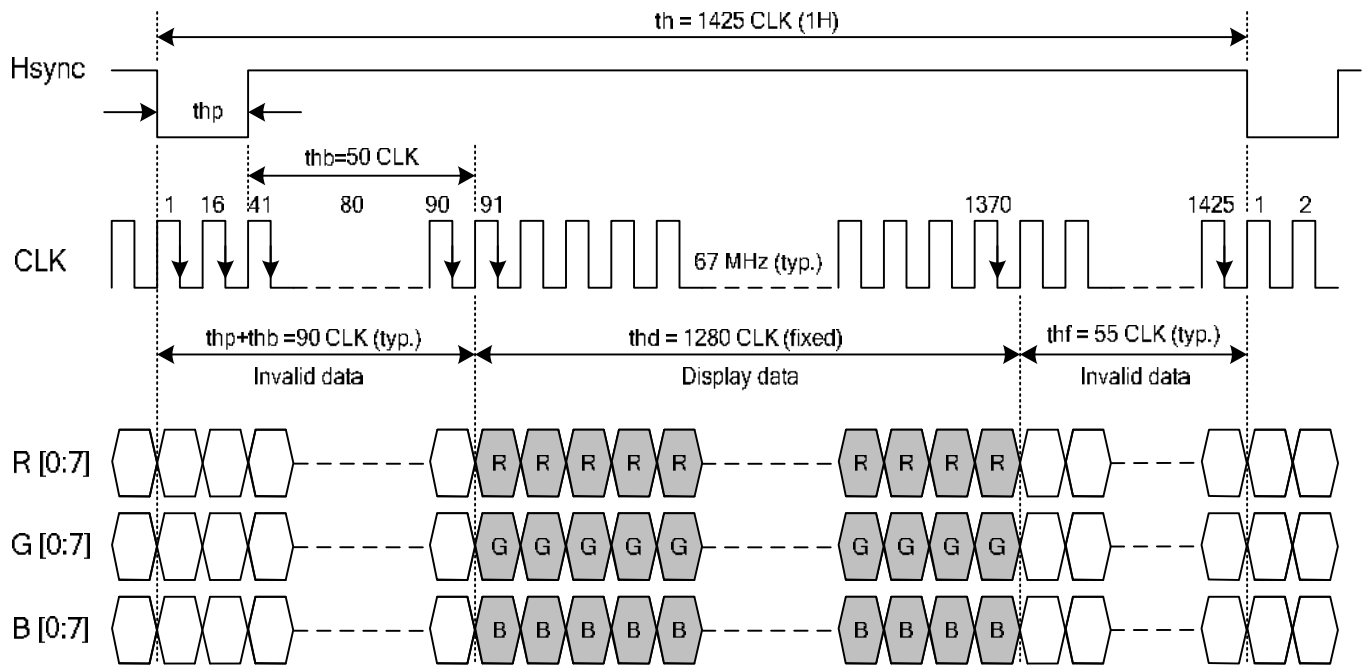 th = 1425 CLK (1H)
Hsync
thp
thb=50 CLK
1 16 41 80 90 91 1370 1425 1 2
CLK
67 MHz (typ.)
thp+thb =90 CLK (typ.)
thd = 1280 CLK (fixed)
thf = 55 CLK (typ.)
Invalid data
Display data
Invalid data
R [0:7] R R R R R R R R R
G [0:7] G G G G G G G G G
B [0:7] B B B B B B B B B